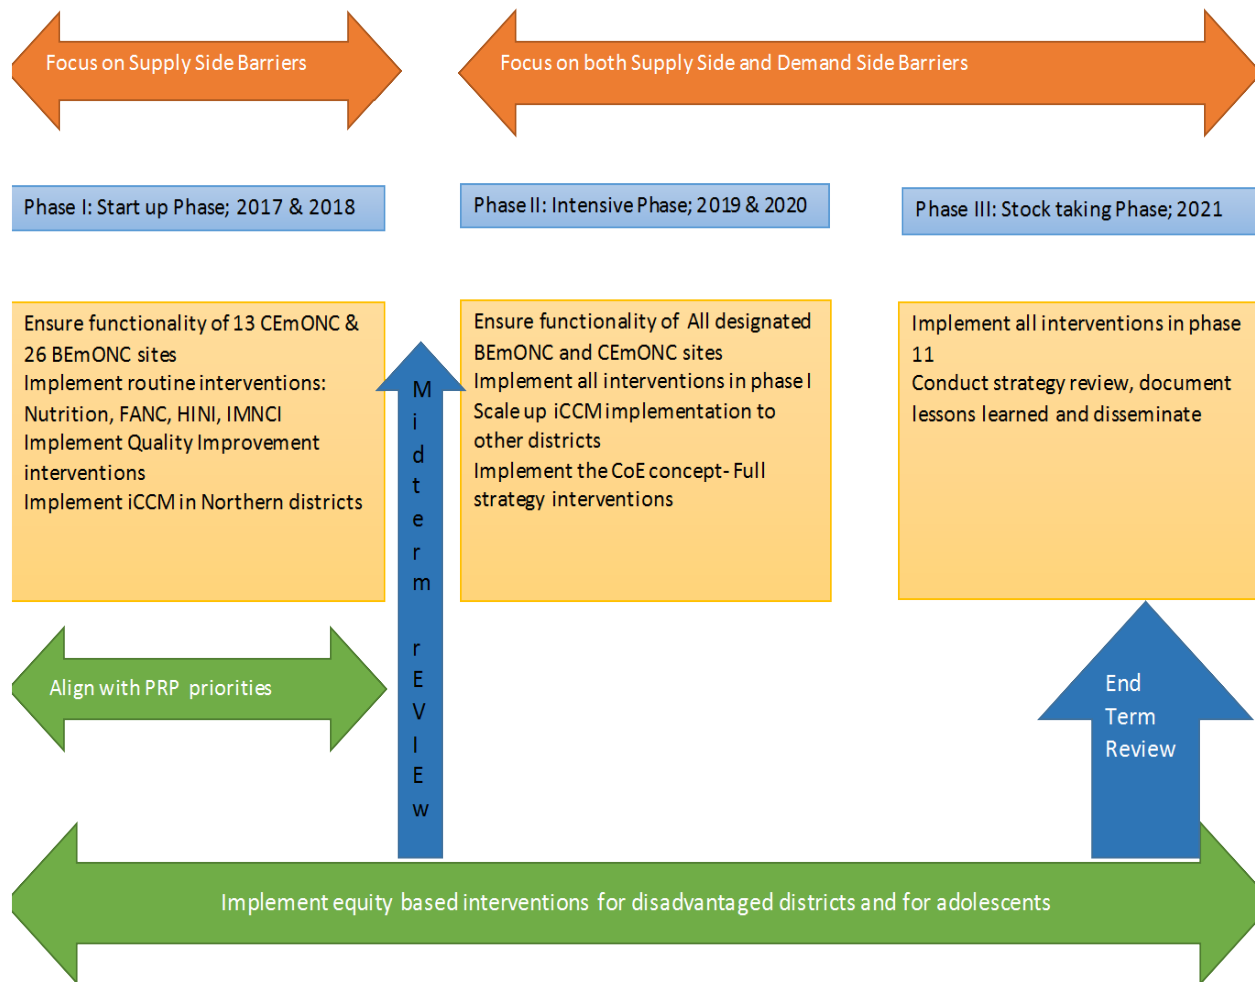 Focus on Supply Side Barriers
Focus on both Supply Side and Demand Side Barriers
Phase I: Start up Phase; 2017 & 2018
Phase II: Intensive Phase; 2019 & 2020
Phase III: Stock taking Phase; 2021
Ensure functionality of 13 CEmONC &
26 BEmONC sites
Implement routine interventions:
Nutrition, FANC, HINI, IMNCI
Implement Quality Improvement
interventions
Implement iCCM in Northern districts
Midterm rEVIEw
Ensure functionality of All designated
BEmONC and CEmONC sites
Implement all interventions in phase I
Scale up iCCM implementation to
other districts
Implement the CoE concept- Full
strategy interventions
Implement all interventions in phase
11
Conduct strategy review, document
lessons learned and disseminate
Align with PRP priorities
End
Term
Review
Implement equity based interventions for disadvantaged districts and for adolescents